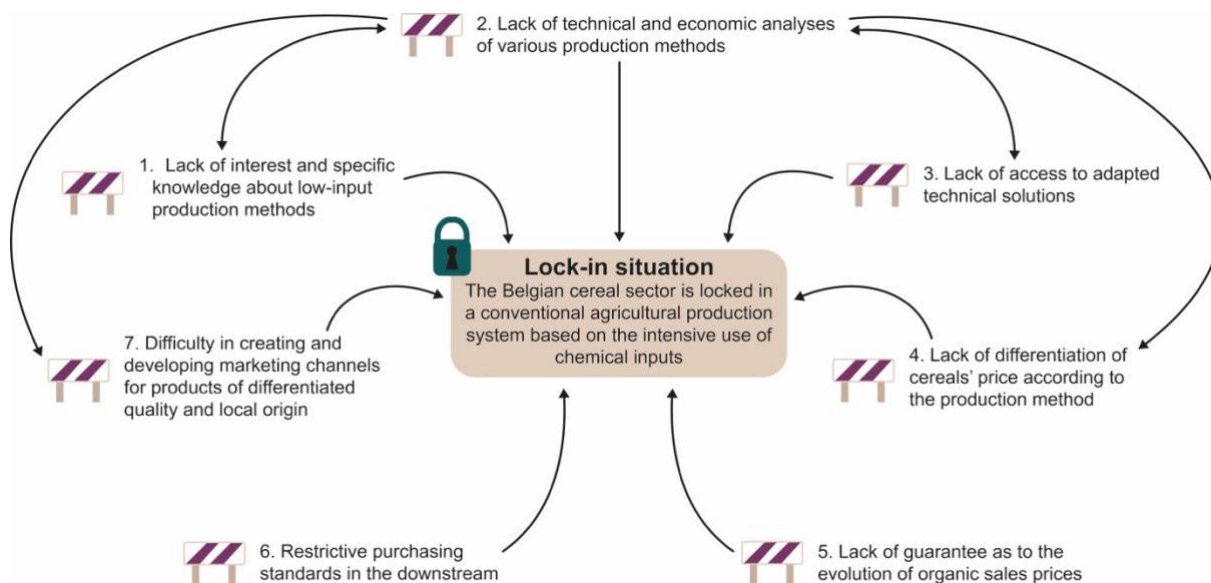 2. Lack of technical and economic analyses
of various production methods
1. Lack of interest and specific
knowledge about low-input
production methods
3. Lack of access to adapted
technical solutions
Lock-in situation
The Belgian cereal sector is locked in
a conventional agricultural production
system based on the intensive use of
chemical inputs
7. Difficulty in creating and
developing marketing channels
for products of differentiated
quality and local origin
4. Lack of differentiation of
cereals’ price according to
the production method
6. Restrictive purchasing
standards in the downstream
5. Lack of guarantee as to the
evolution of organic sales prices